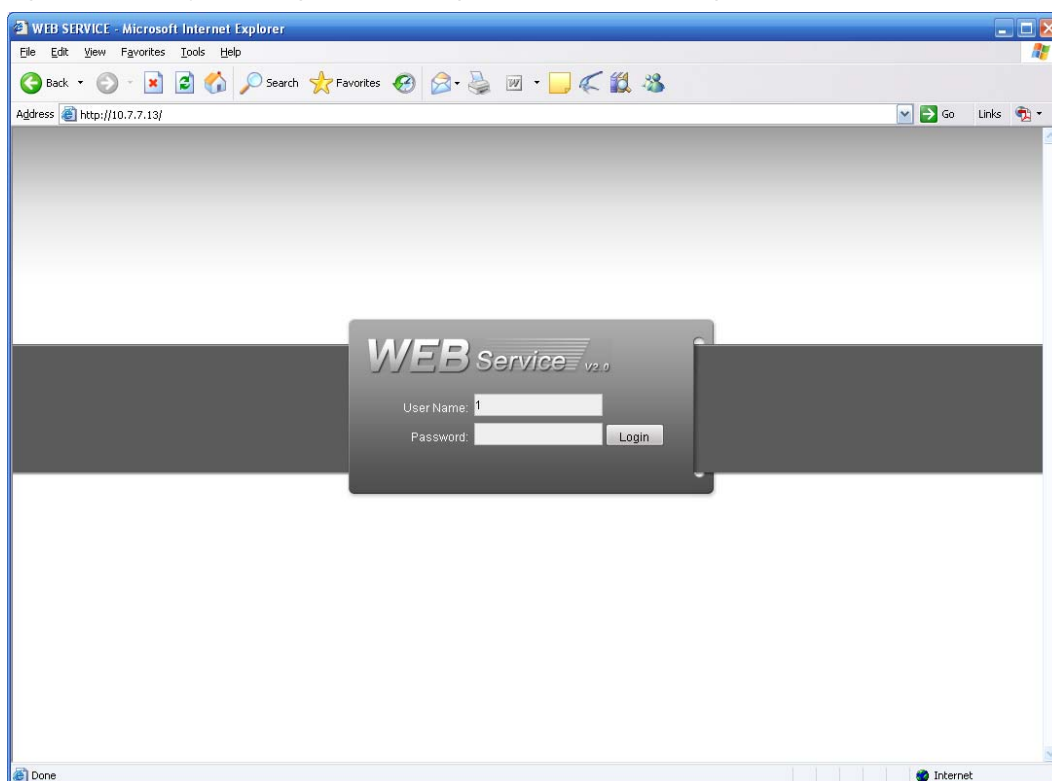 WEB SERVICE - Microsoft Internet Explorer
File Edit View Favorites Tools Help
Back Search Favorites
Address http://10.7.7.13/ Go Links
WEB Service V2.0
User Name: 1
Password: Login
Done Internet